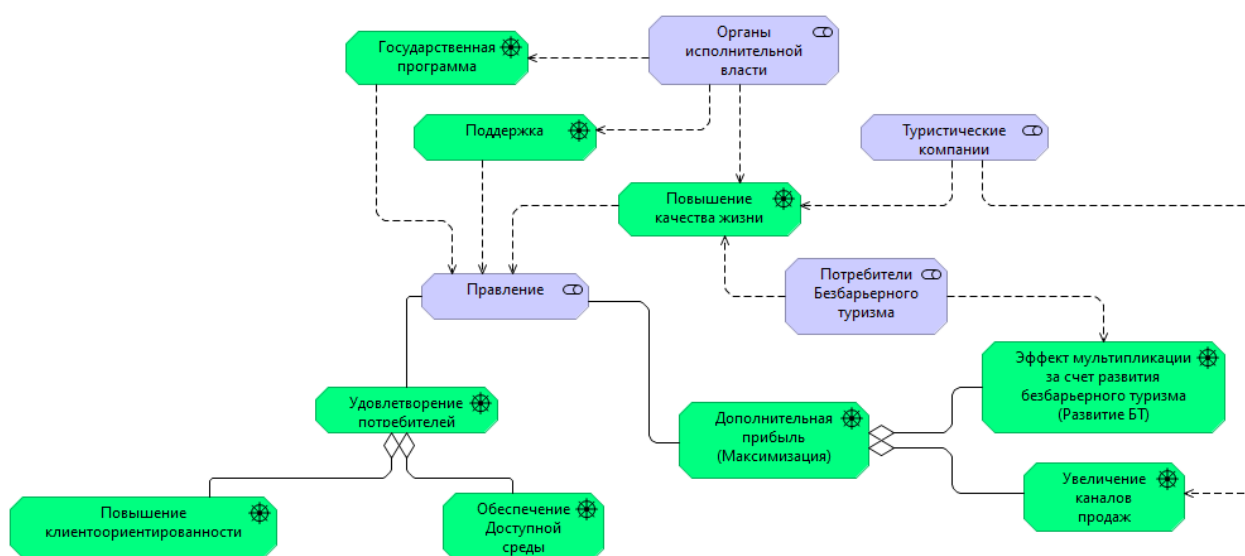 Государственная
программа
Органы
исполнительной
власти
Поддержка
Туристические
компании
Повышение
качества жизни
Правление
Потребители
Безбарьерного
туризма
Эффект мультипликации
за счет развития
безбарьерного туризма
(Развитие БТ)
Удовлетворение
потребителей
Дополнительная
прибыль
(Максимизация)
Повышение
клиентоориентированности
Обеспечение
Доступной
среды
Увеличение
каналов
продаж